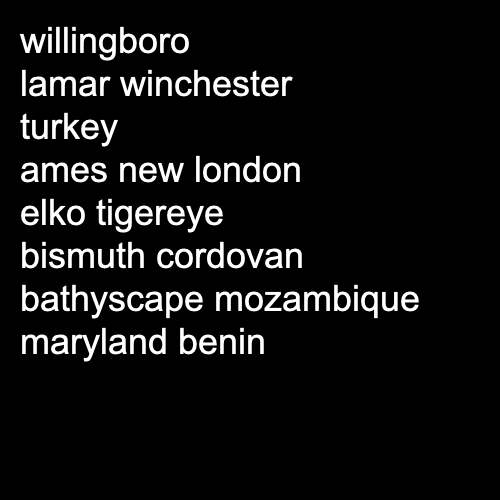 willingboro
lamar winchester
turkey
ames new london
elko tigereye
bismuth cordovan
bathyscape mozambique
maryland benin